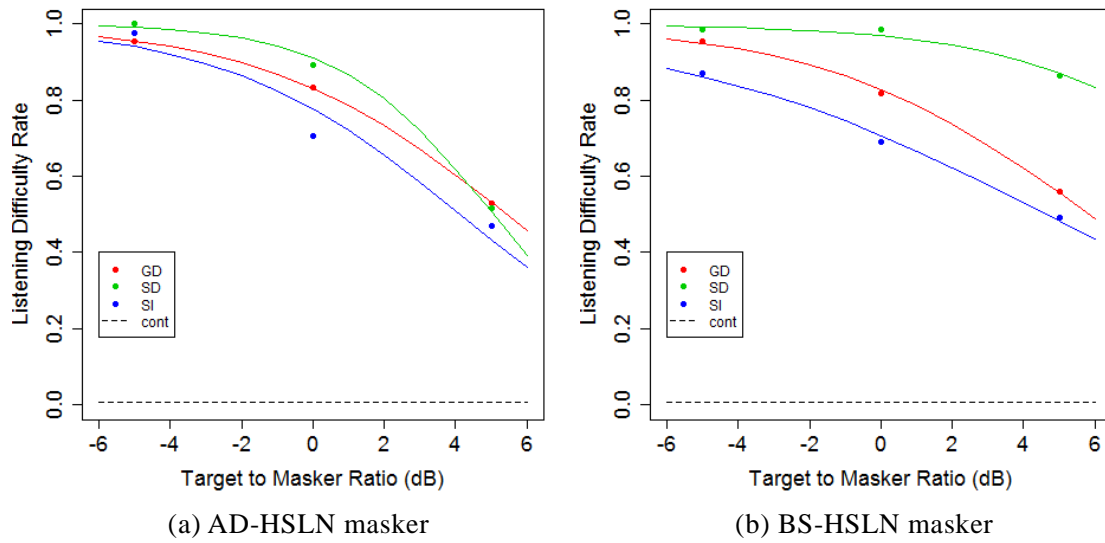 Listening Difficulty Rate
1.0
0.8
0.6
0.4
0.2
0.0
GD
SD
SI
cont
-6 -4 -2 0 2 4 6
Target to Masker Ratio (dB)
(a) AD-HSLN masker
Listening Difficulty Rate
1.0
0.8
0.6
0.4
0.2
0.0
GD
SD
SI
cont
-6 -4 -2 0 2 4 6
Target to Masker Ratio (dB)
(b) BS-HSLN masker